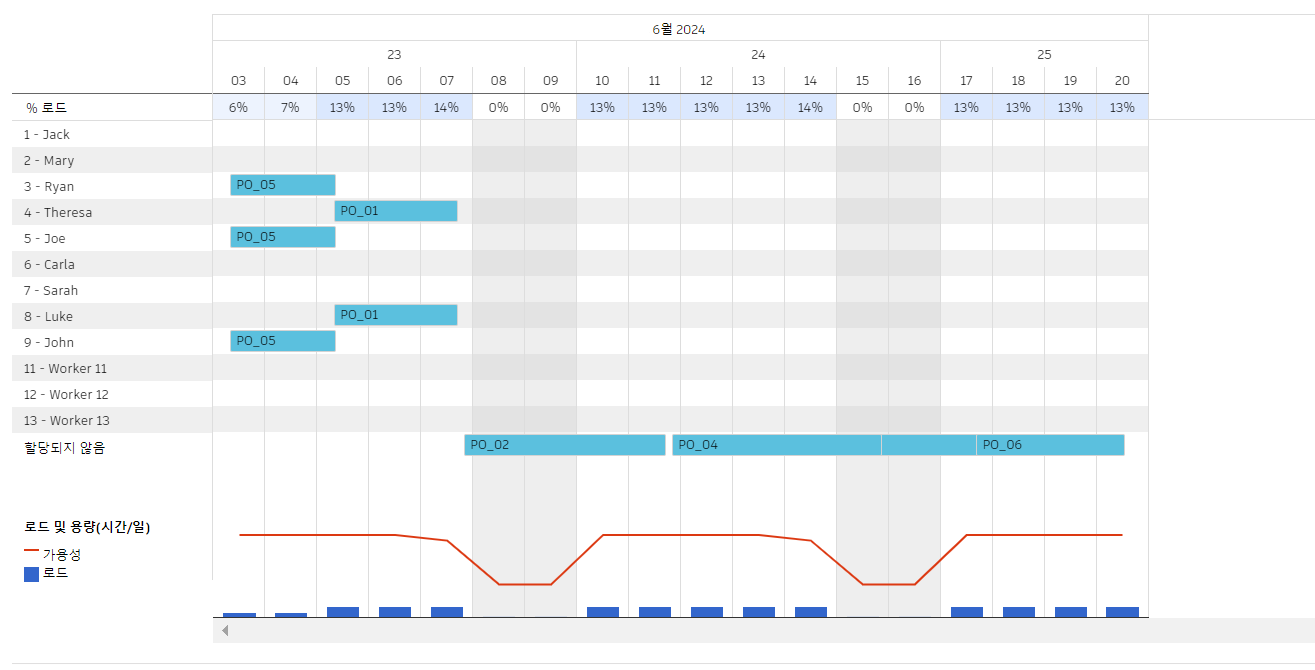 6월 2024
23 24 25
03 04 05 06 07 08 09 10 11 12 13 14 15 16 17 18 19 20
% 로드 6% 7% 13% 13% 14% 0% 0% 13% 13% 13% 13% 14% 0% 0% 13% 13% 13% 13%
1 - Jack
2 - Mary
3 - Ryan PO_05
4 - Theresa PO_01
5 - Joe PO_05
6 - Carla
7 - Sarah
8 - Luke PO_01
9 - John PO_05
11 - Worker 11
12 - Worker 12
13 - Worker 13
할당되지 않음 PO_02 PO_04 PO_06
로드 및 용량(시간/일)
가용성
로드